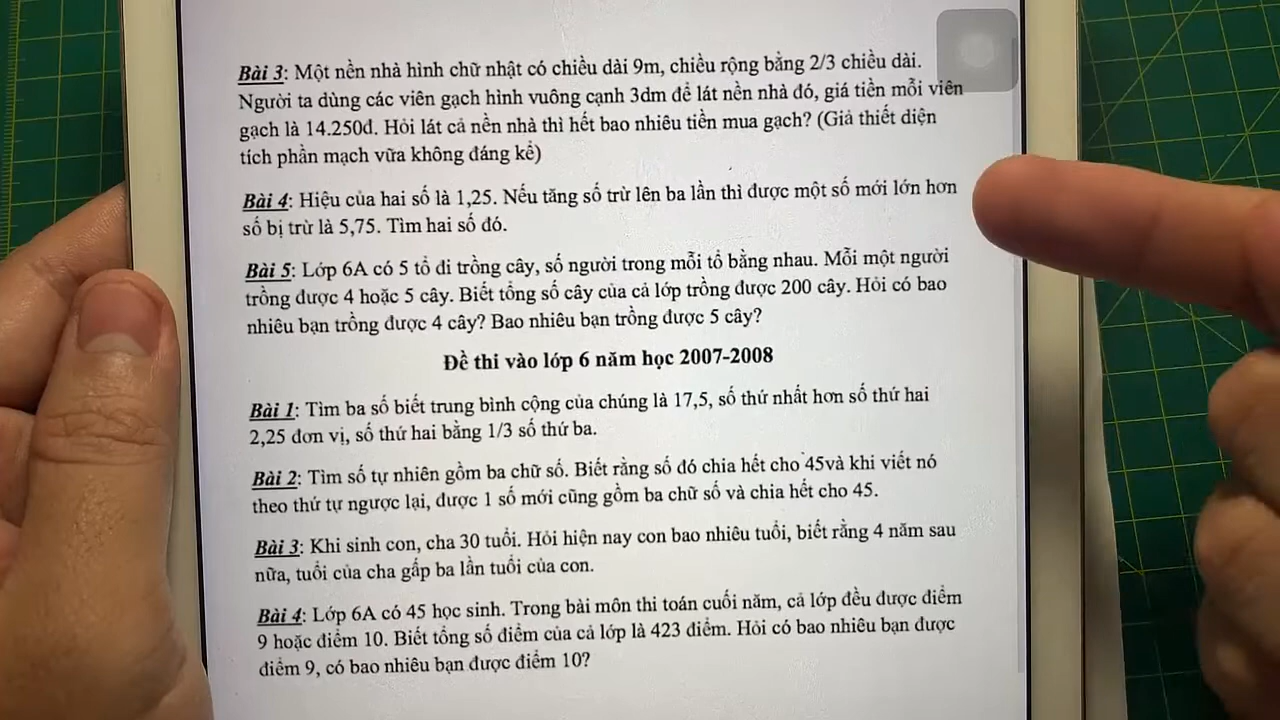 Bài 3: Một nền nhà hình chữ nhật có chiều dài 9m, chiều rộng bằng 2/3 chiều dài.
Người ta dùng các viên gạch hình vuông cạnh 3dm để lát nền nhà đó, giá tiền mỗi viên
gạch là 14.250đ. Hỏi lát cả nền nhà thì hết bao nhiêu tiền mua gạch? (Giả thiết diện
tích phần mạch vữa không đáng kể)
Bài 4: Hiệu của hai số là 1,25. Nếu tăng số trừ lên ba lần thì được một số mới lớn hơn
số bị trừ là 5,75. Tìm hai số đó.
Bài 5: Lớp 6A có 5 tổ đi trồng cây, số người trong mỗi tổ bằng nhau. Mỗi một người
trồng được 4 hoặc 5 cây. Biết tổng số cây của cả lớp trồng được 200 cây. Hỏi có bao
nhiêu bạn trồng được 4 cây? Bao nhiêu bạn trồng được 5 cây?
Đề thi vào lớp 6 năm học 2007-2008
Bài 1: Tìm ba số biết trung bình cộng của chúng là 17,5, số thứ nhất hơn số thứ hai
2,25 đơn vị, số thứ hai bằng 1/3 số thứ ba.
Bài 2: Tìm số tự nhiên gồm ba chữ số. Biết rằng số đó chia hết cho 45và khi viết nó
theo thứ tự ngược lại, được 1 số mới cũng gồm ba chữ số và chia hết cho 45.
Bài 3: Khi sinh con, cha 30 tuổi. Hỏi hiện nay con bao nhiêu tuổi, biết rằng 4 năm sau
nữa, tuổi của cha gấp ba lần tuổi của con.
Bài 4: Lớp 6A có 45 học sinh. Trong bài môn thi toán cuối năm, cả lớp đều được điểm
9 hoặc điểm 10. Biết tổng số điểm của cả lớp là 423 điểm. Hỏi có bao nhiêu bạn được
điểm 9, có bao nhiêu bạn được điểm 10?